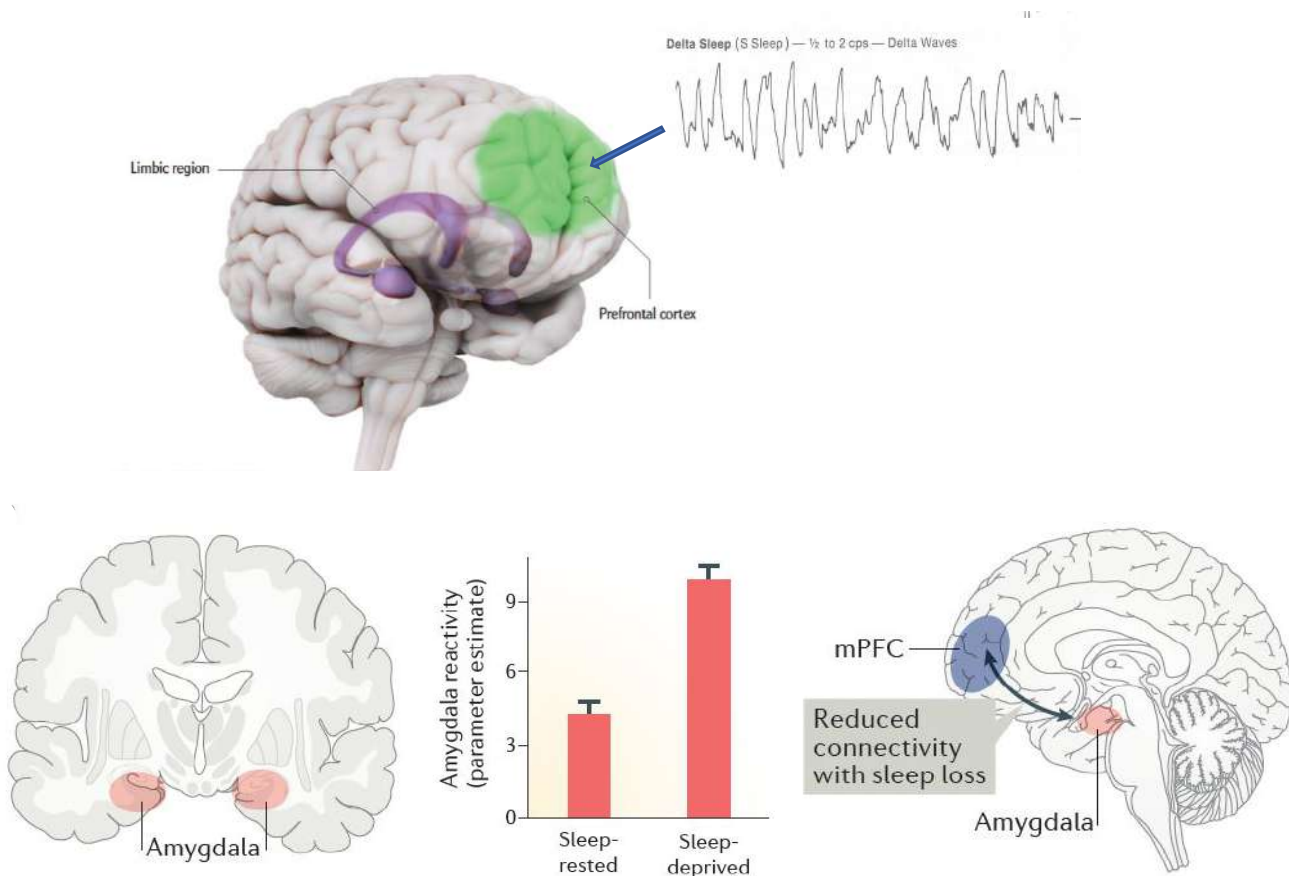 Delta Sleep (S Sleep) — ½ to 2 cps — Delta Waves
Limbic region
Prefrontal cortex
Amygdala
Amygdala reactivity
(parameter estimate)
9
6
3
0
Sleep-
rested
Sleep-
deprived
mPFC
Reduced
connectivity
with sleep loss
Amygdala